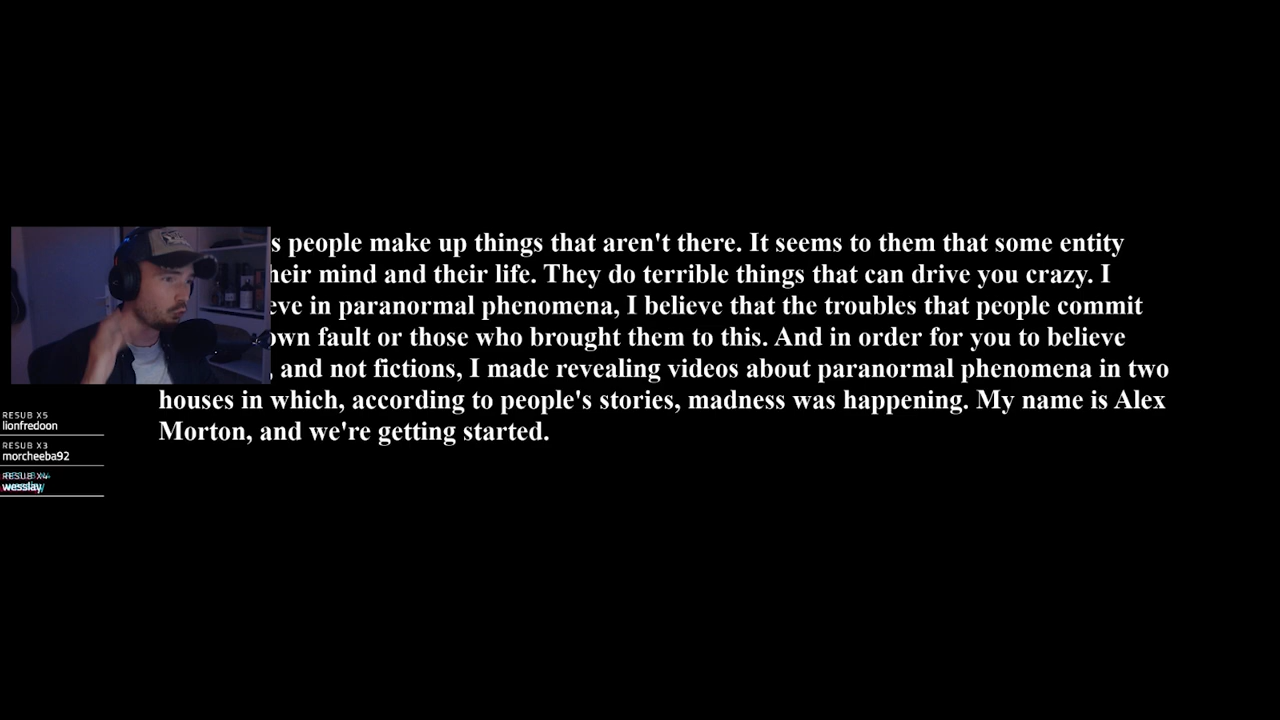 s people make up things that aren't there. It seems to them that some entity
heir mind and their life. They do terrible things that can drive you crazy. I
eve in paranormal phenomena, I believe that the troubles that people commit
own fault or those who brought them to this. And in order for you to believe
, and not fictions, I made revealing videos about paranormal phenomena in two
houses in which, according to people's stories, madness was happening. My name is Alex
Morton, and we're getting started.
RESUB X5
lionfredoon
RESUB X3
morcheeba92
RESUB X4
wesslay